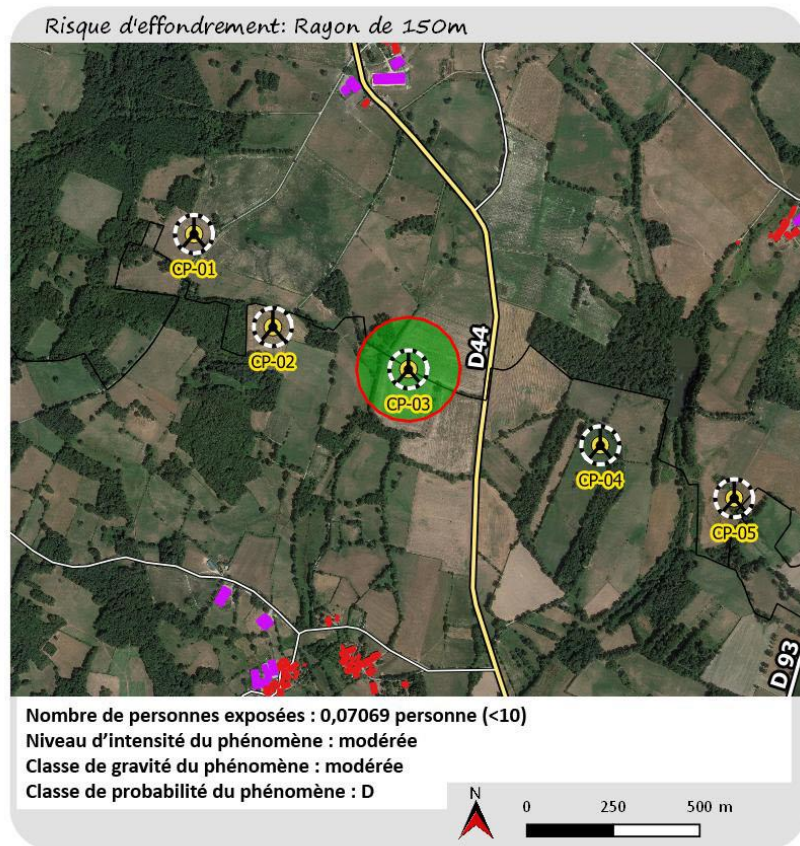 Risque d'effondrement: Rayon de 150m
CP-01
CP-02
D44
CP-03
CP-04
CP-05
D 93
Nombre de personnes exposées : 0,07069 personne (<10)
Niveau d’intensité du phénomène : modérée
Classe de gravité du phénomène : modérée
Classe de probabilité du phénomène : D
N
0 250 500 m